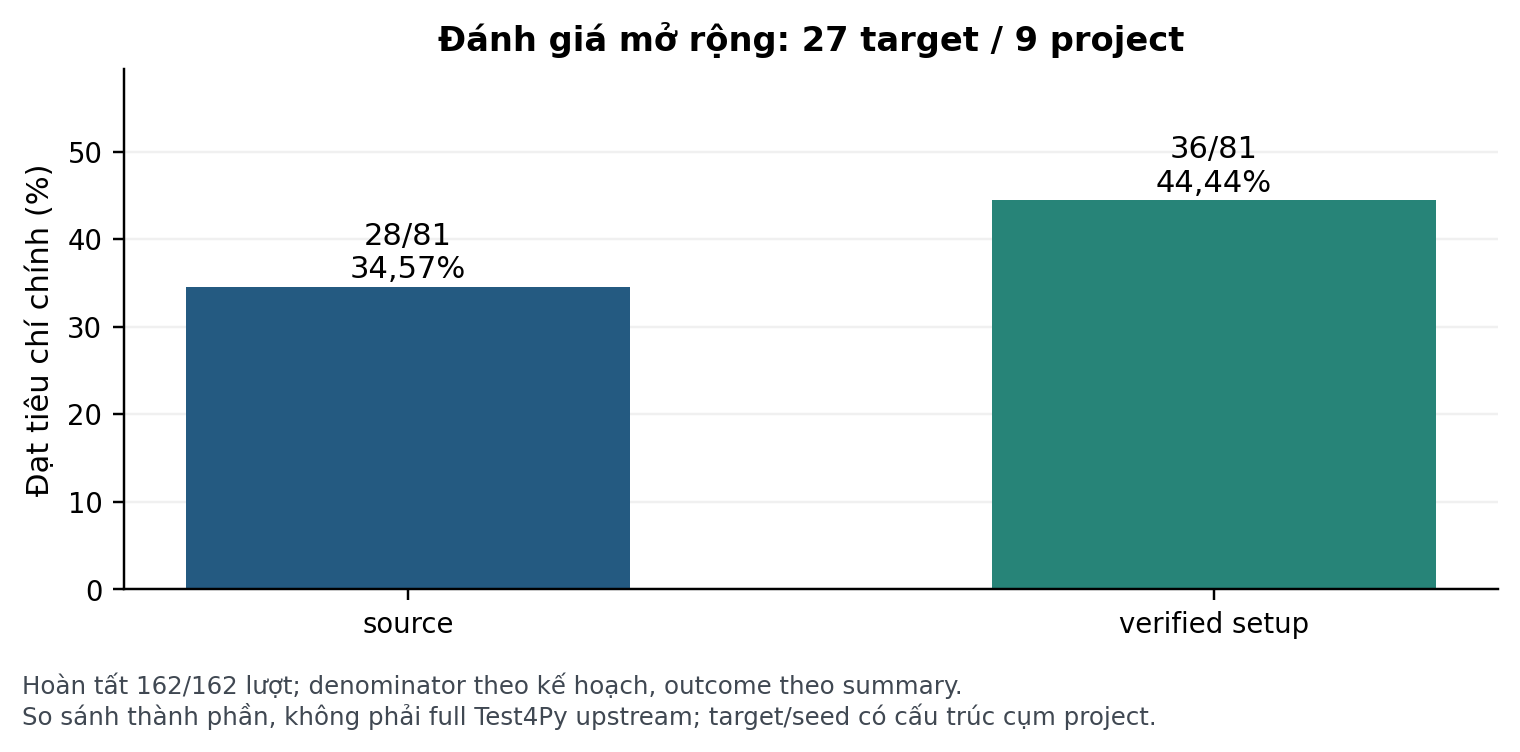 Đánh giá mở rộng: 27 target / 9 project
Đạt tiêu chí chính (%)
50
40
30
20
10
0
28/81
34,57%
36/81
44,44%
source
verified setup
Hoàn tất 162/162 lượt; denominator theo kế hoạch, outcome theo summary.
So sánh thành phần, không phải full Test4Py upstream; target/seed có cấu trúc cụm project.